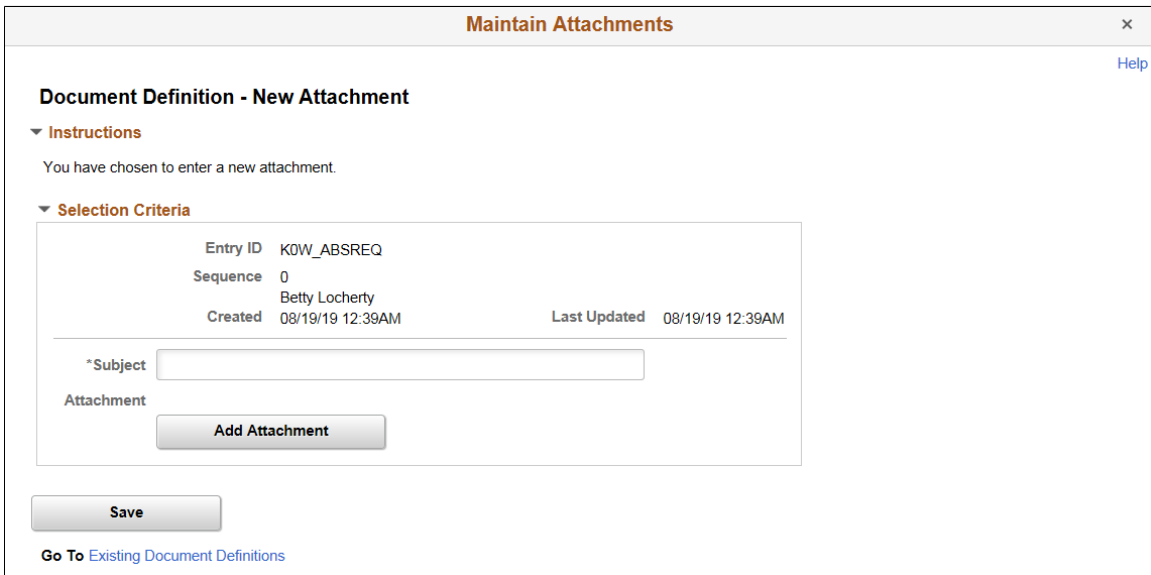 Maintain Attachments ×
Help
Document Definition - New Attachment
Instructions
You have chosen to enter a new attachment.
Selection Criteria
Entry ID K0W_ABSREQ
Sequence 0
Betty Locherty
Created 08/19/19 12:39AM Last Updated 08/19/19 12:39AM
*Subject
Attachment
Add Attachment
Save
Go To Existing Document Definitions